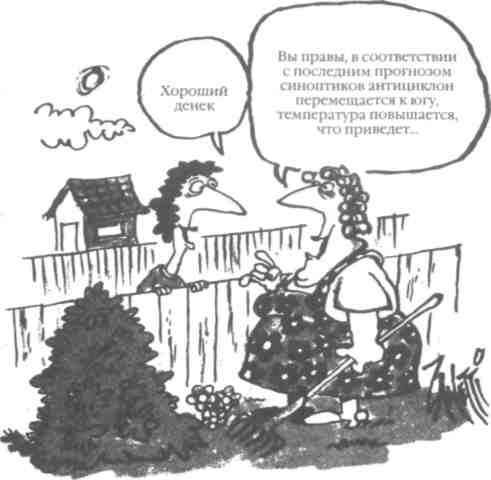 Хороший
денек
Вы правы, в соответствии
с последним прогнозом
синоптиков антициклон
перемещается к югу,
температура повышается,
что приведет...